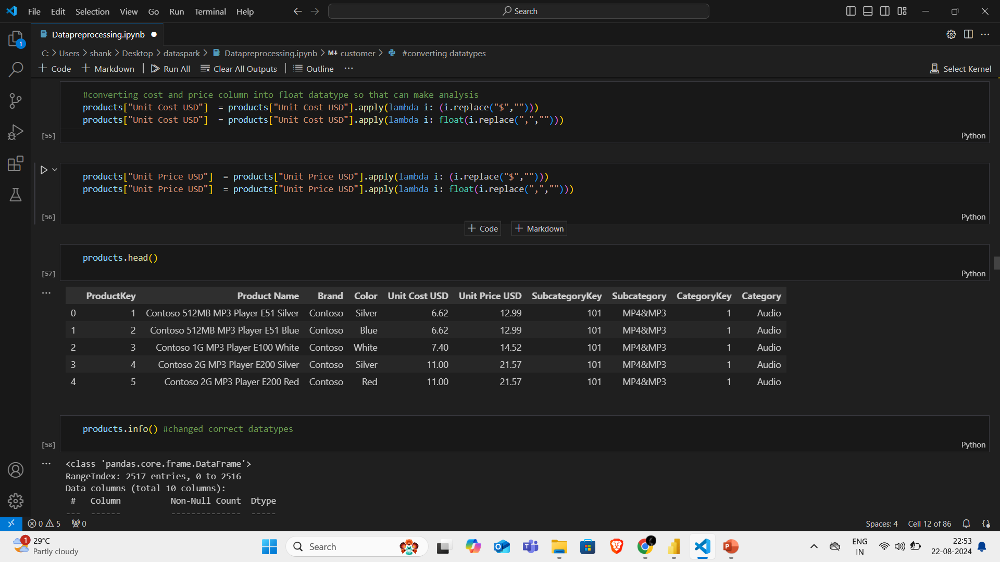 File Edit Selection View Go Run Terminal Help
Search
Datapreprocessing.ipynb
1
C: > Users > shank > Desktop > dataspark > Datapreprocessing.ipynb > M↓ customer > #converting datatypes
+ Code + Markdown | Run All Clear All Outputs | Outline ...
Select Kernel
#converting cost and price column into float datatype so that can make analysis
products["Unit Cost USD"]  = products["Unit Cost USD"].apply(lambda i: (i.replace("$","")))
products["Unit Cost USD"]  = products["Unit Cost USD"].apply(lambda i: float(i.replace(",","")))
[55]
Python
products["Unit Price USD"]  = products["Unit Price USD"].apply(lambda i: (i.replace("$","")))
products["Unit Price USD"]  = products["Unit Price USD"].apply(lambda i: float(i.replace(",","")))
[56]
Python
+ Code + Markdown
products.head()
[57]
Python
...
ProductKey Product Name Brand Color Unit Cost USD Unit Price USD SubcategoryKey Subcategory CategoryKey Category
0 1 Contoso 512MB MP3 Player E51 Silver Contoso Silver 6.62 12.99 101 MP4&MP3 1 Audio
1 2 Contoso 512MB MP3 Player E51 Blue Contoso Blue 6.62 12.99 101 MP4&MP3 1 Audio
2 3 Contoso 1G MP3 Player E100 White Contoso White 7.40 14.52 101 MP4&MP3 1 Audio
3 4 Contoso 2G MP3 Player E200 Silver Contoso Silver 11.00 21.57 101 MP4&MP3 1 Audio
4 5 Contoso 2G MP3 Player E200 Red Contoso Red 11.00 21.57 101 MP4&MP3 1 Audio
products.info() #changed correct datatypes
[58]
Python
...
<class 'pandas.core.frame.DataFrame'>
RangeIndex: 2517 entries, 0 to 2516
Data columns (total 10 columns):
 #   Column          Non-Null Count  Dtype
---  ------          --------------  -----
0 5 0
Spaces: 4 Cell 12 of 86
1
29°C
Partly cloudy
Search
ENG
IN
22:53
22-08-2024